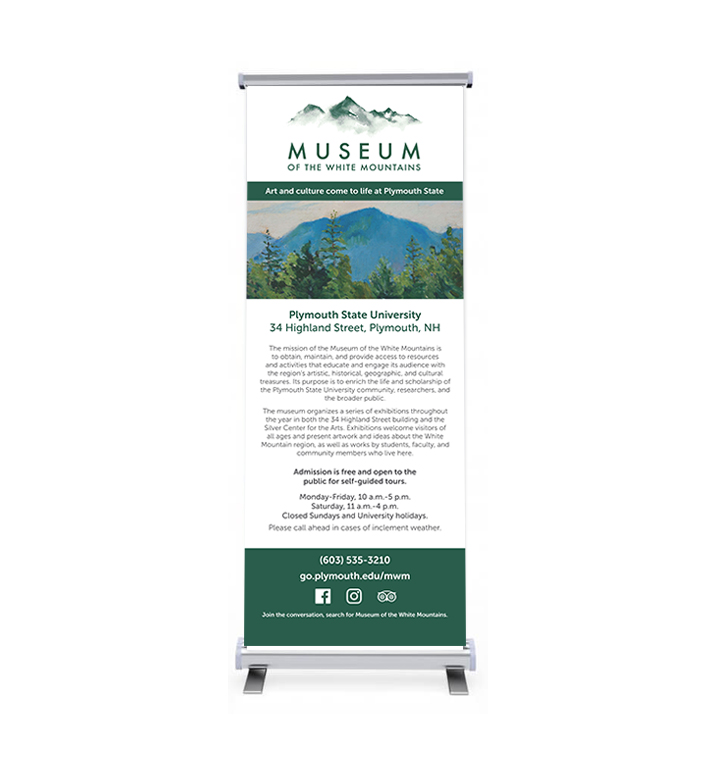 MUSEUM
OF THE WHITE MOUNTAINS
Art and culture come to life at Plymouth State
Plymouth State University
34 Highland Street, Plymouth, NH
The mission of the Museum of the White Mountains is
to obtain, maintain, and provide access to resources
and activities that educate and engage its audience with
the region's artistic, historical, geographic, and cultural
treasures. Its purpose is to enrich the life and scholarship of
the Plymouth State University community, researchers, and
the broader public.
The museum organizes a series of exhibitions throughout
the year in both the 34 Highland Street building and the
Silver Center for the Arts. Exhibitions welcome visitors of
all ages and present artwork and ideas about the White
Mountain region, as well as works by students, faculty, and
community members who live here.
Admission is free and open to the
public for self-guided tours.
Monday-Friday, 10 a.m.-5 p.m.
Saturday, 11 a.m.-4 p.m.
Closed Sundays and University holidays.
Please call ahead in cases of inclement weather.
(603) 535-3210
go.plymouth.edu/mwm
Join the conversation, search for Museum of the White Mountains.